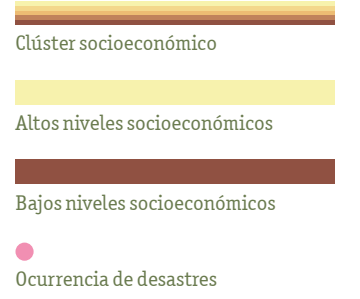 Clúster socioeconómico
Altos niveles socioeconómicos
Bajos niveles socioeconómicos
Ocurrencia de desastres